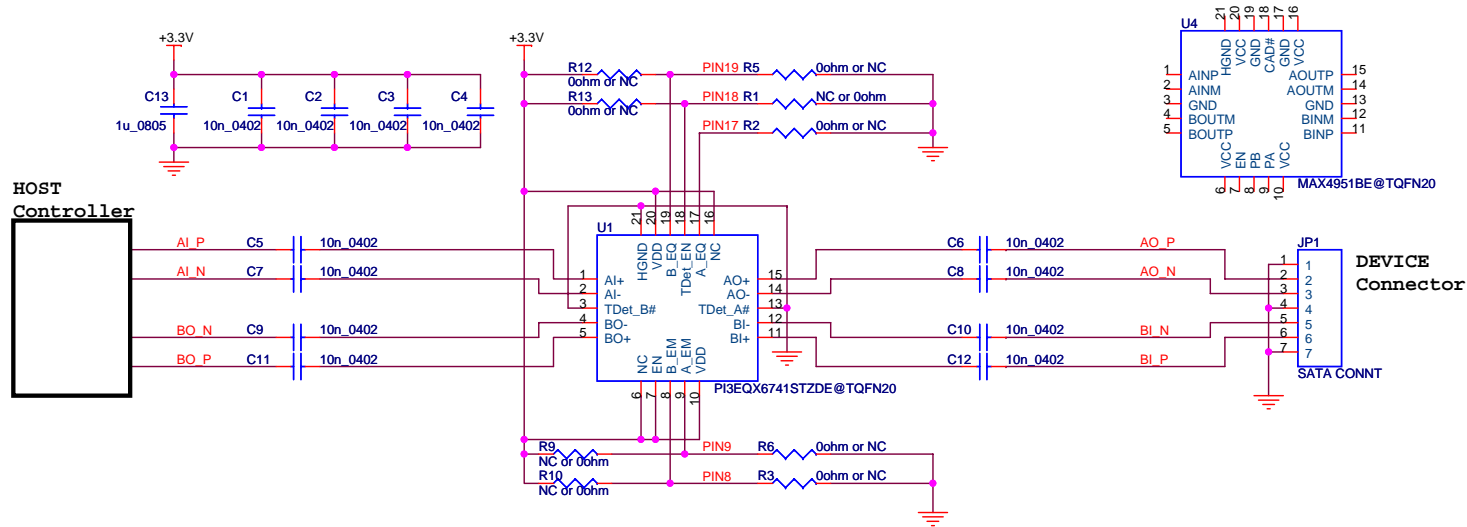 +3.3V
C13
1u_0805
C1
10n_0402
C2
10n_0402
C3
10n_0402
C4
10n_0402
+3.3V
R12
0ohm or NC
R13
0ohm or NC
PIN19 R5 0ohm or NC
PIN18 R1 NC or 0ohm
PIN17 R2 0ohm or NC
U4
21 20 19 18 17 16
HGND VCC GND CAD# GND VCC
1 AINP AOUTP 15
2 AINM AOUTM 14
3 GND GND 13
4 BOUTM BINM 12
5 BOUTP BINP 11
VCC EN PB PA VCC
6 7 8 9 10
MAX4951BE@TQFN20
HOST
Controller
AI_P C5 10n_0402
AI_N C7 10n_0402
BO_N C9 10n_0402
BO_P C11 10n_0402
U1
21 20 19 18 17 16
HGND VDD B_EQ TDet_EN A_EQ NC
1 AI+ AO+ 15
2 AI- AO- 14
3 TDet_B# TDet_A# 13
4 BO- BI- 12
5 BO+ BI+ 11
NC EN B_EM A_EM VDD
6 7 8 9 10
PI3EQX6741STZDE@TQFN20
C6 10n_0402 AO_P
C8 10n_0402 AO_N
C10 10n_0402 BI_N
C12 10n_0402 BI_P
JP1
1 1
2 2
3 3
4 4
5 5
6 6
7 7
SATA CONNT
DEVICE
Connector
R9
NC or 0ohm
R10
NC or 0ohm
PIN9 R6 0ohm or NC
PIN8 R3 0ohm or NC